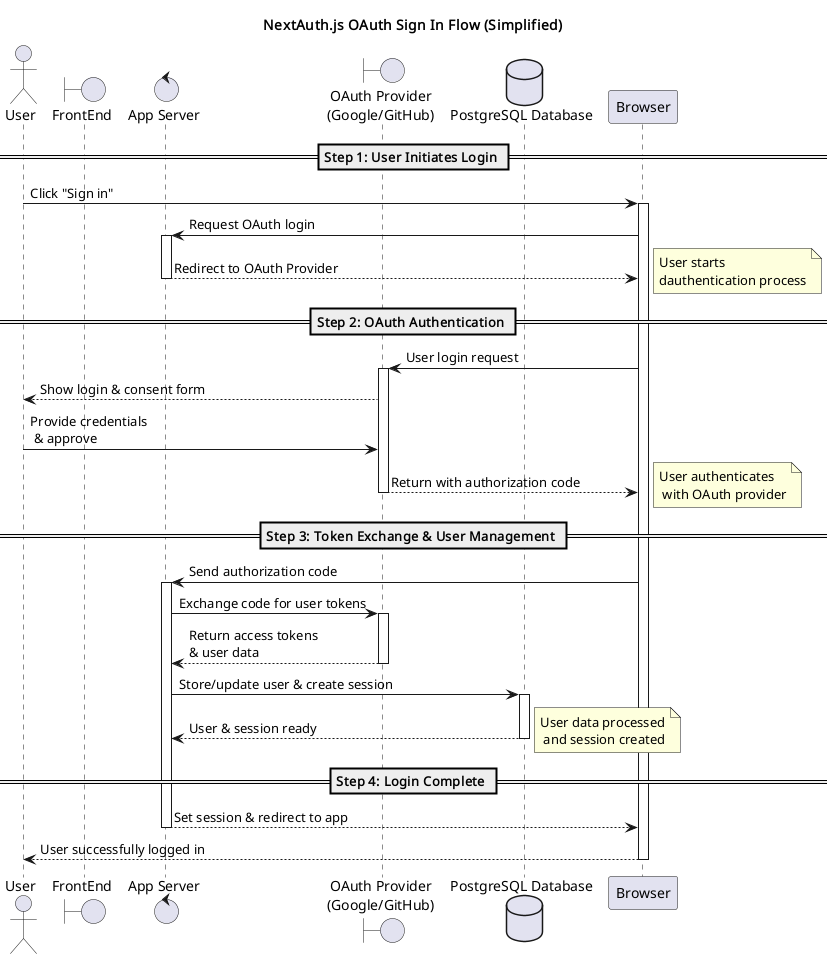 NextAuth.js OAuth Sign In Flow (Simplified)
User
FrontEnd
App Server
OAuth Provider
(Google/GitHub)
PostgreSQL Database
Browser
Step 1: User Initiates Login
Click "Sign in"
Request OAuth login
Redirect to OAuth Provider
User starts
dauthentication process
Step 2: OAuth Authentication
User login request
Show login & consent form
Provide credentials
& approve
Return with authorization code
User authenticates
with OAuth provider
Step 3: Token Exchange & User Management
Send authorization code
Exchange code for user tokens
Return access tokens
& user data
Store/update user & create session
User & session ready
User data processed
and session created
Step 4: Login Complete
Set session & redirect to app
User successfully logged in
User
FrontEnd
App Server
OAuth Provider
(Google/GitHub)
PostgreSQL Database
Browser